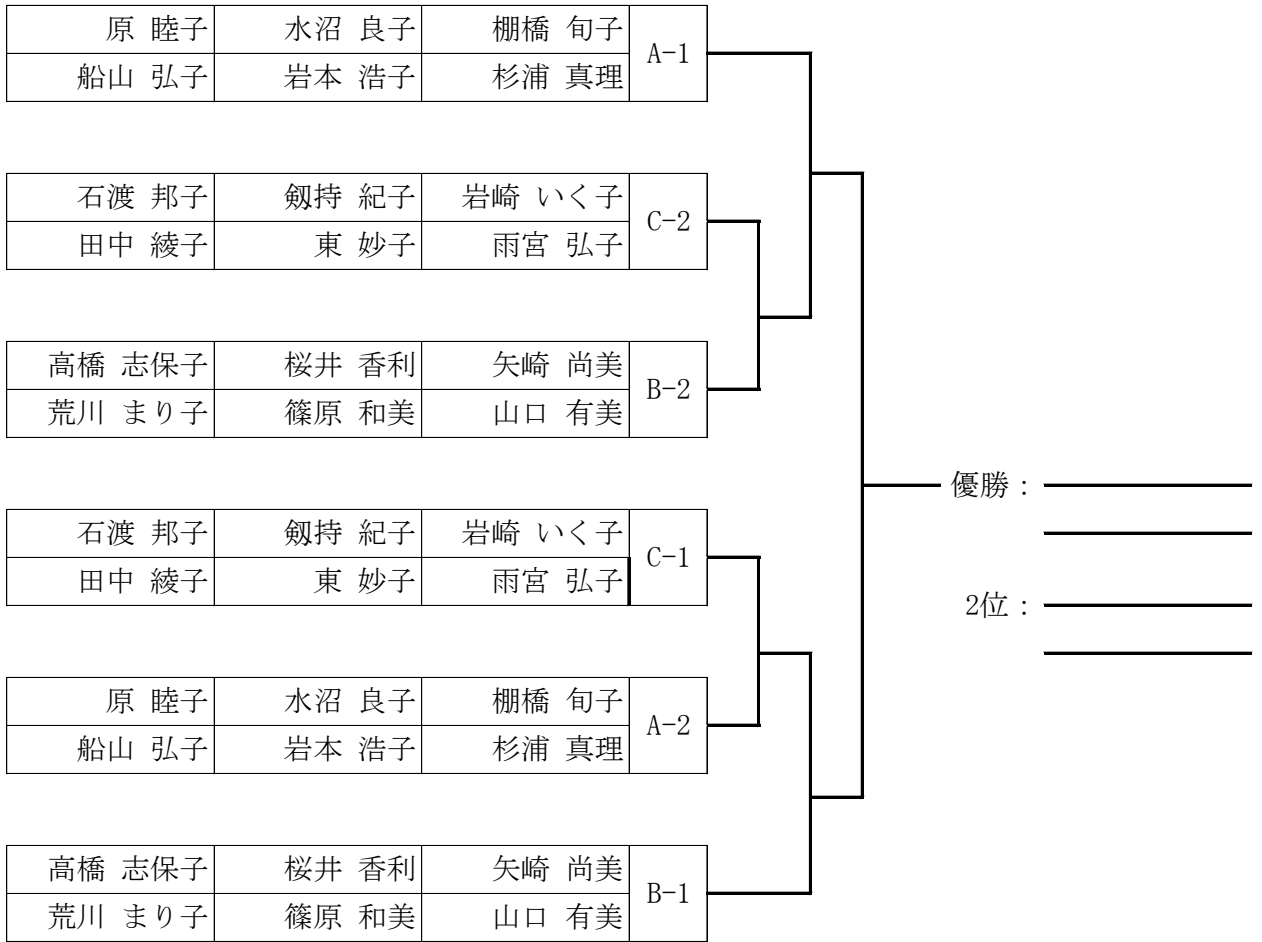 原 睦子 水沼 良子 棚橋 旬子
A-1
船山 弘子 岩本 浩子 杉浦 真理
石渡 邦子 剱持 紀子 岩崎 いく子
C-2
田中 綾子 東 妙子 雨宮 弘子
高橋 志保子 桜井 香利 矢崎 尚美
B-2
荒川 まり子 篠原 和美 山口 有美
優勝：
石渡 邦子 剱持 紀子 岩崎 いく子
C-1
田中 綾子 東 妙子 雨宮 弘子
2位：
原 睦子 水沼 良子 棚橋 旬子
A-2
船山 弘子 岩本 浩子 杉浦 真理
高橋 志保子 桜井 香利 矢崎 尚美
B-1
荒川 まり子 篠原 和美 山口 有美